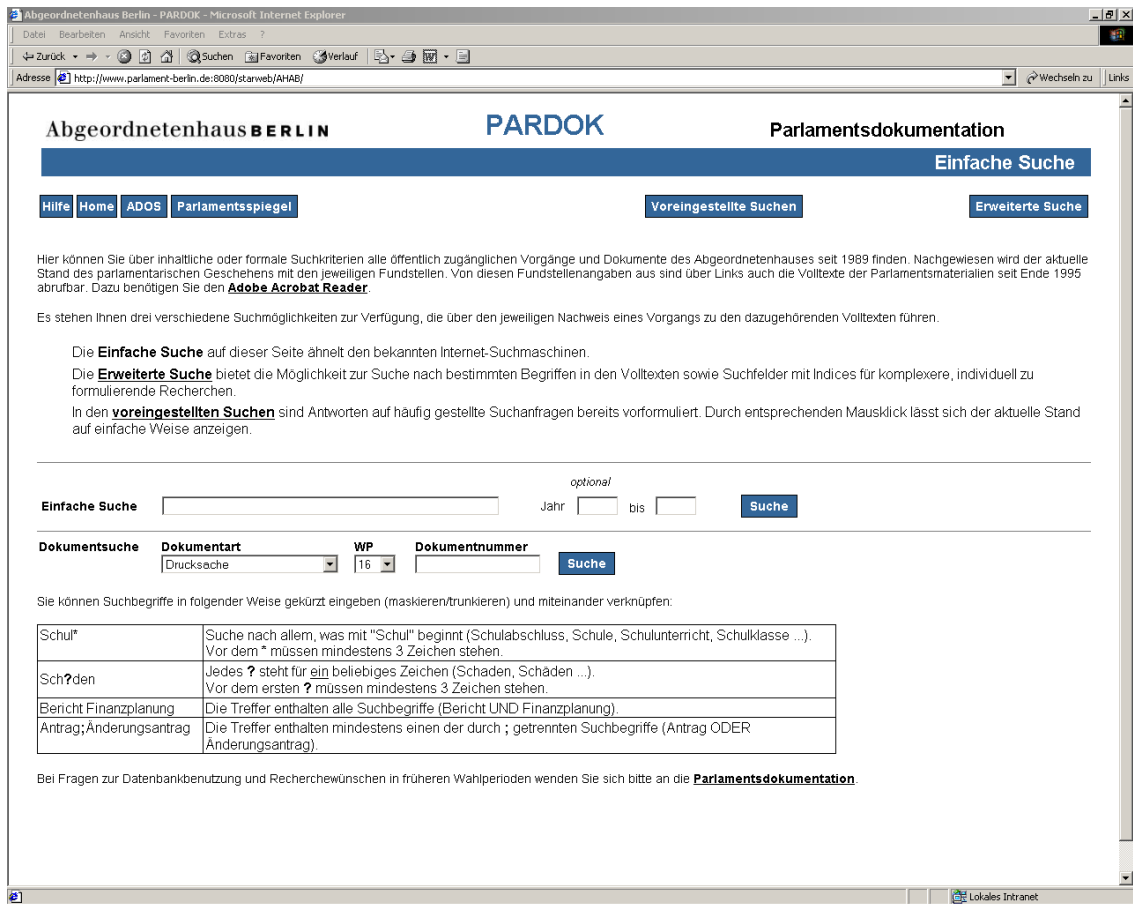 Abgeordnetenhaus Berlin - PARDOK - Microsoft Internet Explorer
Datei Bearbeiten Ansicht Favoriten Extras ?
Zurück Suchen Favoriten Verlauf
Adresse http://www.parlament-berlin.de:8080/starweb/AHAB/ Wechseln zu Links
Abgeordnetenhaus BERLIN PARDOK Parlamentsdokumentation
Einfache Suche
Hilfe Home ADOS Parlamentsspiegel Voreingestellte Suchen Erweiterte Suche
Hier können Sie über inhaltliche oder formale Suchkriterien alle öffentlich zugänglichen Vorgänge und Dokumente des Abgeordnetenhauses seit 1989 finden. Nachgewiesen wird der aktuelle
Stand des parlamentarischen Geschehens mit den jeweiligen Fundstellen. Von diesen Fundstellenangaben aus sind über Links auch die Volltexte der Parlamentsmaterialien seit Ende 1995
abrufbar. Dazu benötigen Sie den Adobe Acrobat Reader.
Es stehen Ihnen drei verschiedene Suchmöglichkeiten zur Verfügung, die über den jeweiligen Nachweis eines Vorgangs zu den dazugehörenden Volltexten führen.
Die Einfache Suche auf dieser Seite ähnelt den bekannten Internet-Suchmaschinen.
Die Erweiterte Suche bietet die Möglichkeit zur Suche nach bestimmten Begriffen in den Volltexten sowie Suchfelder mit Indices für komplexere, individuell zu
formulierende Recherchen.
In den voreingestellten Suchen sind Antworten auf häufig gestellte Suchanfragen bereits vorformuliert. Durch entsprechenden Mausklick lässt sich der aktuelle Stand
auf einfache Weise anzeigen.
optional
Einfache Suche Jahr bis Suche
Dokumentsuche Dokumentart WP Dokumentnummer
Drucksache 16 Suche
Sie können Suchbegriffe in folgender Weise gekürzt eingeben (maskieren/trunkieren) und miteinander verknüpfen:
Schul* Suche nach allem, was mit "Schul" beginnt (Schulabschluss, Schule, Schulunterricht, Schulklasse ...).
Vor dem * müssen mindestens 3 Zeichen stehen.
Sch?den Jedes ? steht für ein beliebiges Zeichen (Schaden, Schäden ...).
Vor dem ersten ? müssen mindestens 3 Zeichen stehen.
Bericht Finanzplanung Die Treffer enthalten alle Suchbegriffe (Bericht UND Finanzplanung).
Antrag;Änderungsantrag Die Treffer enthalten mindestens einen der durch ; getrennten Suchbegriffe (Antrag ODER
Änderungsantrag).
Bei Fragen zur Datenbankbenutzung und Recherchewünschen in früheren Wahlperioden wenden Sie sich bitte an die Parlamentsdokumentation.
Lokales Intranet